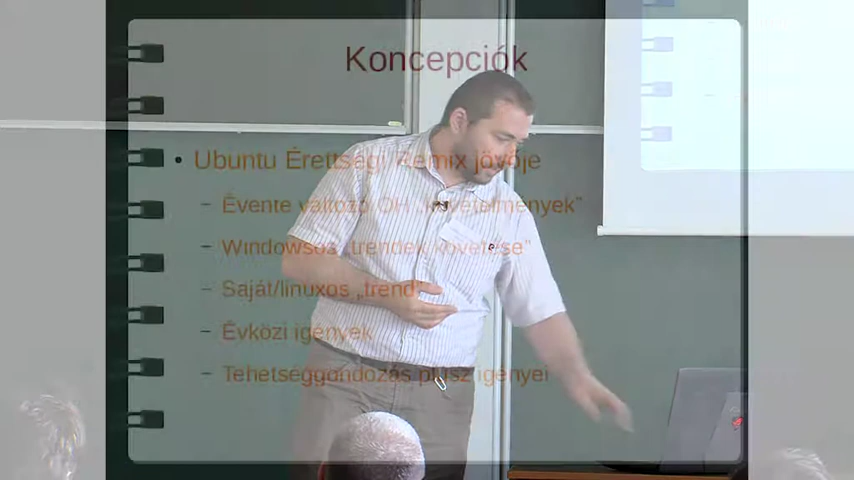 Koncepciók
• Ubuntu Érettségi Remix jövője
– Évente változó OH „követelmények”
– Windowsos „trendek követése”
– Saját/linuxos „trend”
– Évközi igények
– Tehetséggondozás plusz igényei